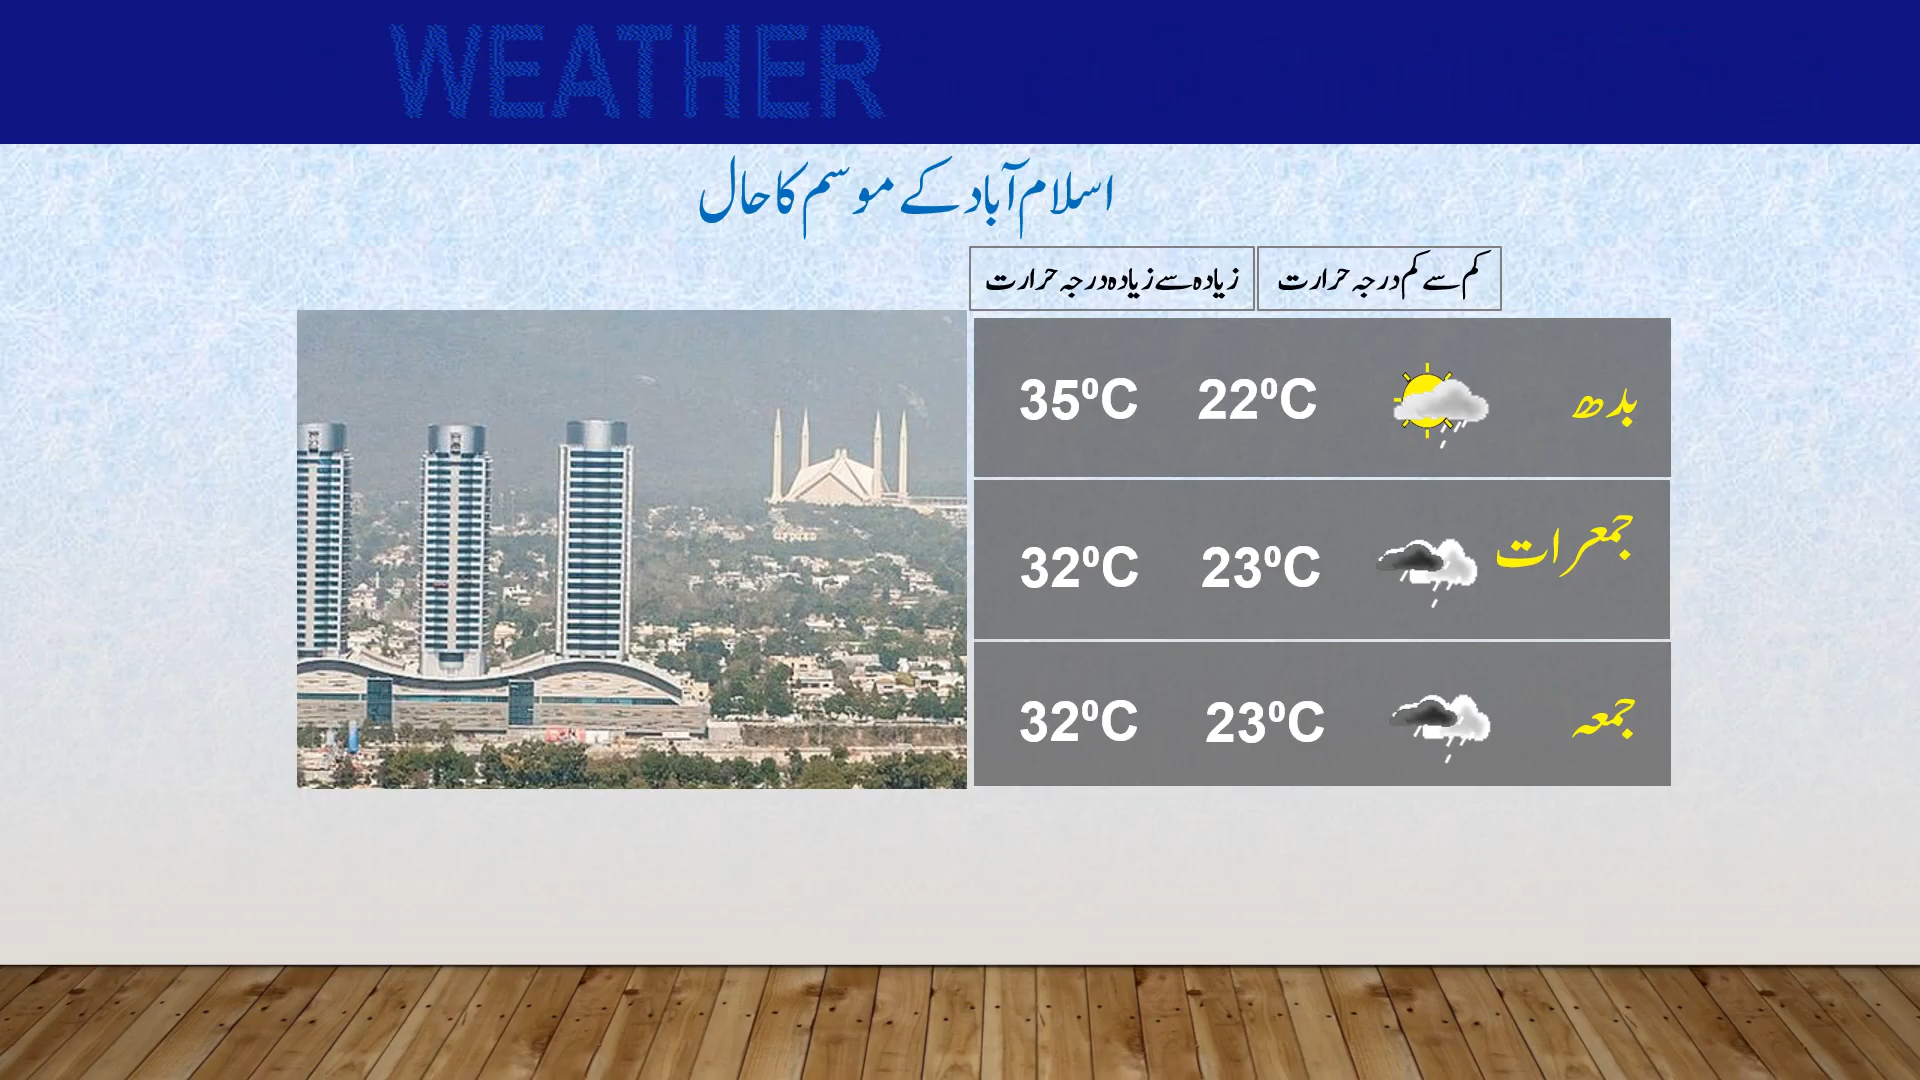 WEATHER
اسلام آباد کے موسم کا حال
کم سے کم درجہ حرارت زیادہ سے زیادہ درجہ حرارت
بدھ 22⁰C 35⁰C
جمعرات 23⁰C 32⁰C
جمعہ 23⁰C 32⁰C